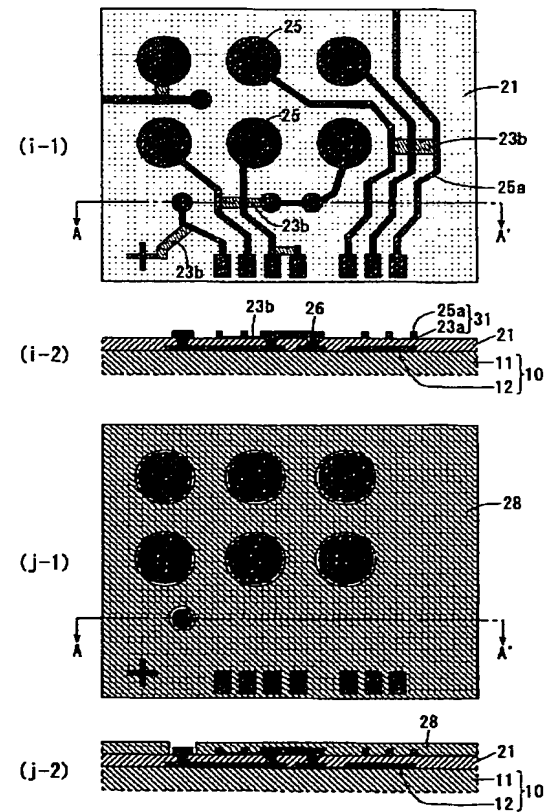 25
21
23b
(i-1)
25
25a
A
23b
A'
23b
23b 26 25a 31
23a
21
(i-2)
11
10
12
(j-1)
28
A
A'
28
(j-2)
21
11
10
12